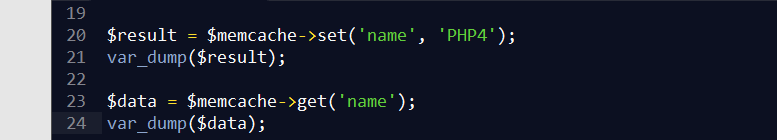 19
20 $result = $memcache->set('name', 'PHP4');
21 var_dump($result);
22
23 $data = $memcache->get('name');
24 var_dump($data);